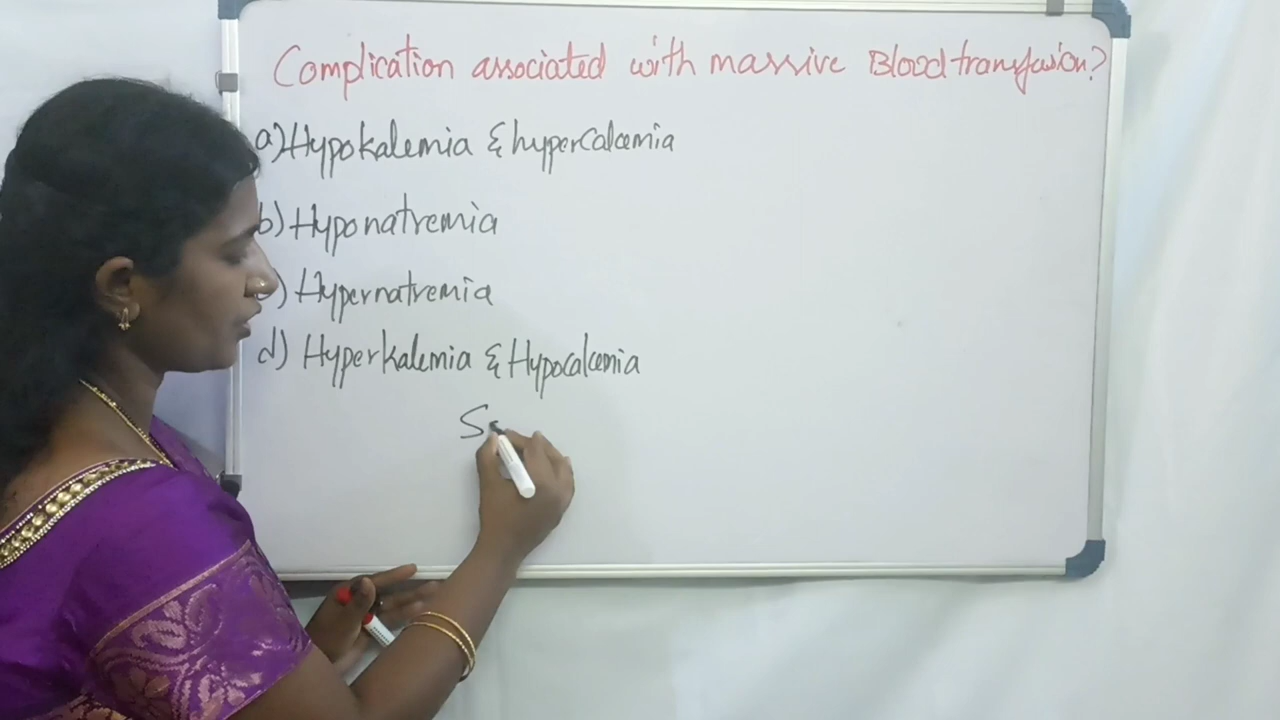 Complication associated with massive Blood transfusion?
a) Hypokalemia & hypercalcemia
b) Hyponatremia
c) Hypernatremia
d) Hyperkalemia & Hypocalcemia
S